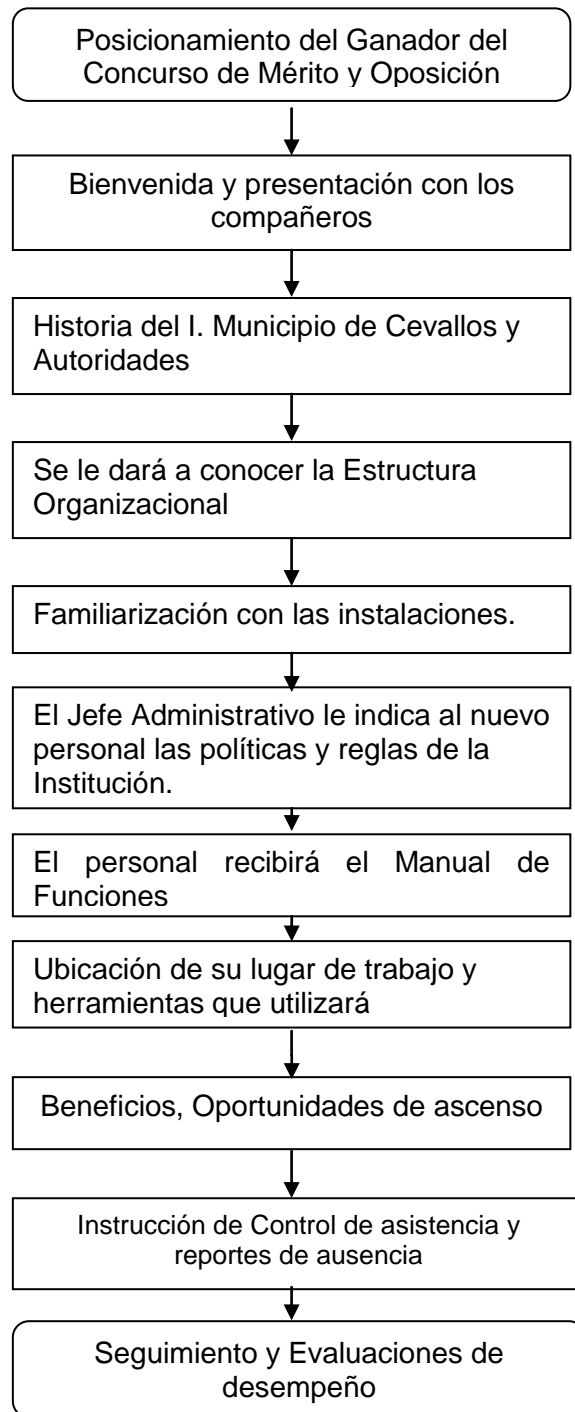 Posicionamiento del Ganador del
Concurso de Mérito y Oposición
Bienvenida y presentación con los
compañeros
Historia del I. Municipio de Cevallos y
Autoridades
Se le dará a conocer la Estructura
Organizacional
Familiarización con las instalaciones.
El Jefe Administrativo le indica al nuevo
personal las políticas y reglas de la
Institución.
El personal recibirá el Manual de
Funciones
Ubicación de su lugar de trabajo y
herramientas que utilizará
Beneficios, Oportunidades de ascenso
Instrucción de Control de asistencia y
reportes de ausencia
Seguimiento y Evaluaciones de
desempeño